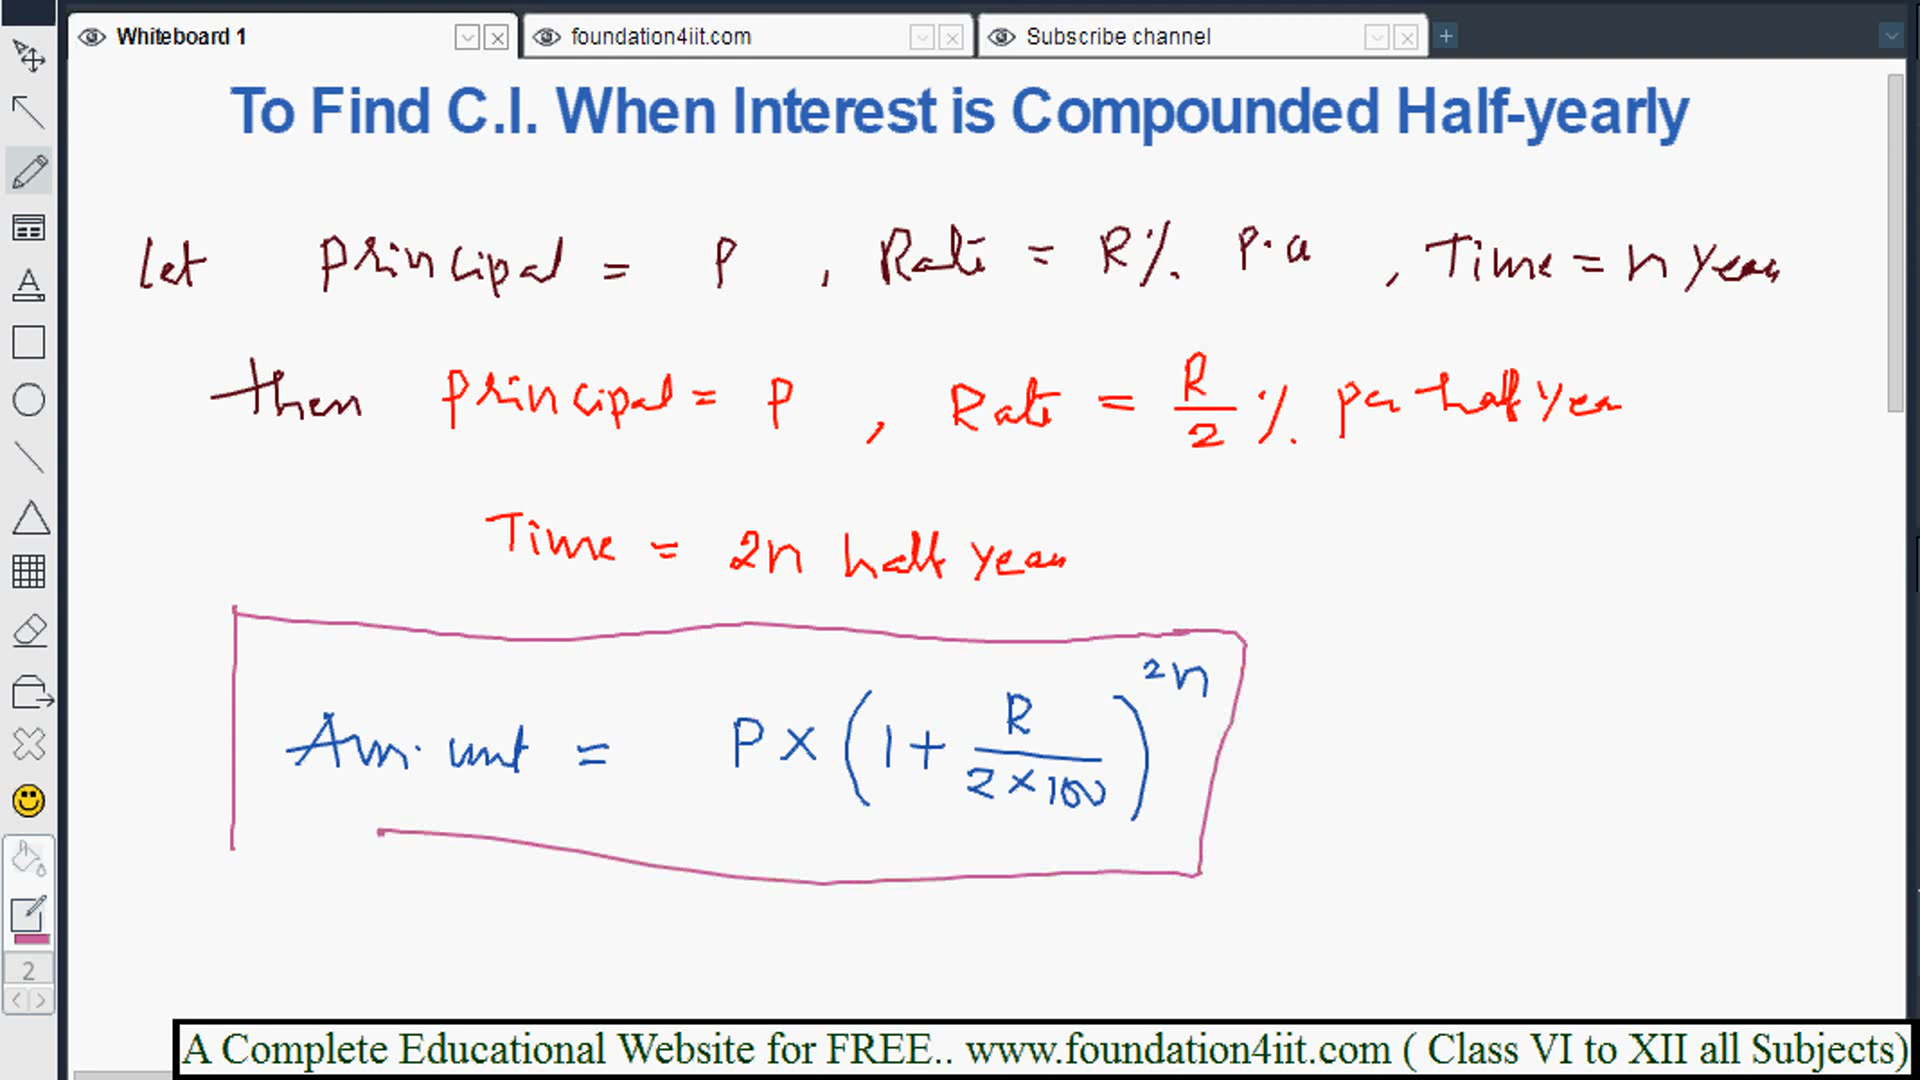 Whiteboard 1
foundation4iit.com
Subscribe channel
To Find C.I. When Interest is Compounded Half-yearly
Let Principal = P , Rate = R% P.a , Time = n Years
then Principal = P , Rate = R/2 % per half year
Time = 2n half years
Amount = P × (1 + R/(2×100))^2n
2
A Complete Educational Website for FREE.. www.foundation4iit.com ( Class VI to XII all Subjects)